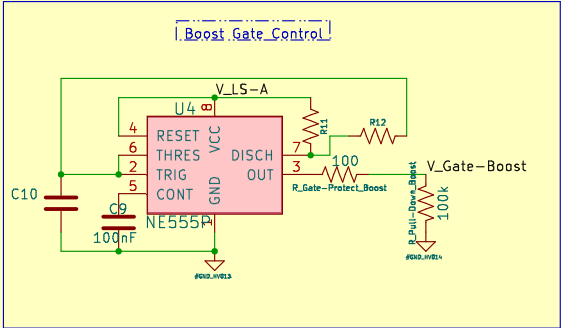 Boost Gate Control
V_LS-A
U4
8
VCC
R11
R12
4
RESET
6
THRES
2
TRIG
5
CONT
DISCH
7
OUT
3
GND
1
NE555P
100
R_Gate-Protect_Boost
V_Gate-Boost
R_Pull-Down_Boost
100k
C10
C9
100nF
#GND_HV013
#GND_HV014